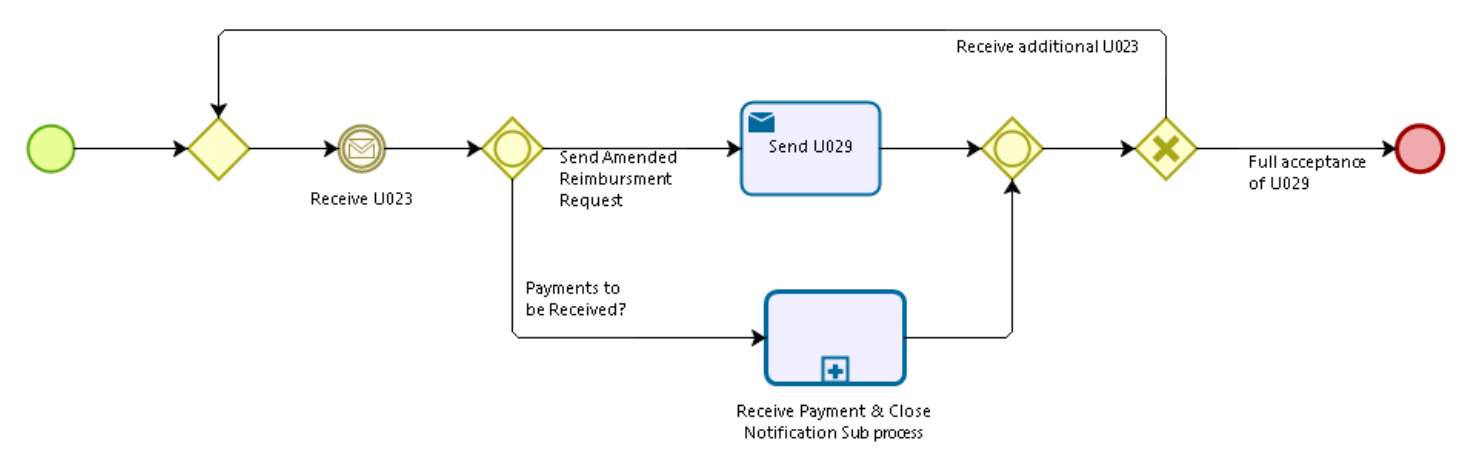 Receive additional U023
Send U029
Send Amended
Reimbursment
Request
Full acceptance
of U029
Receive U023
Payments to
be Received?
Receive Payment & Close
Notification Sub process